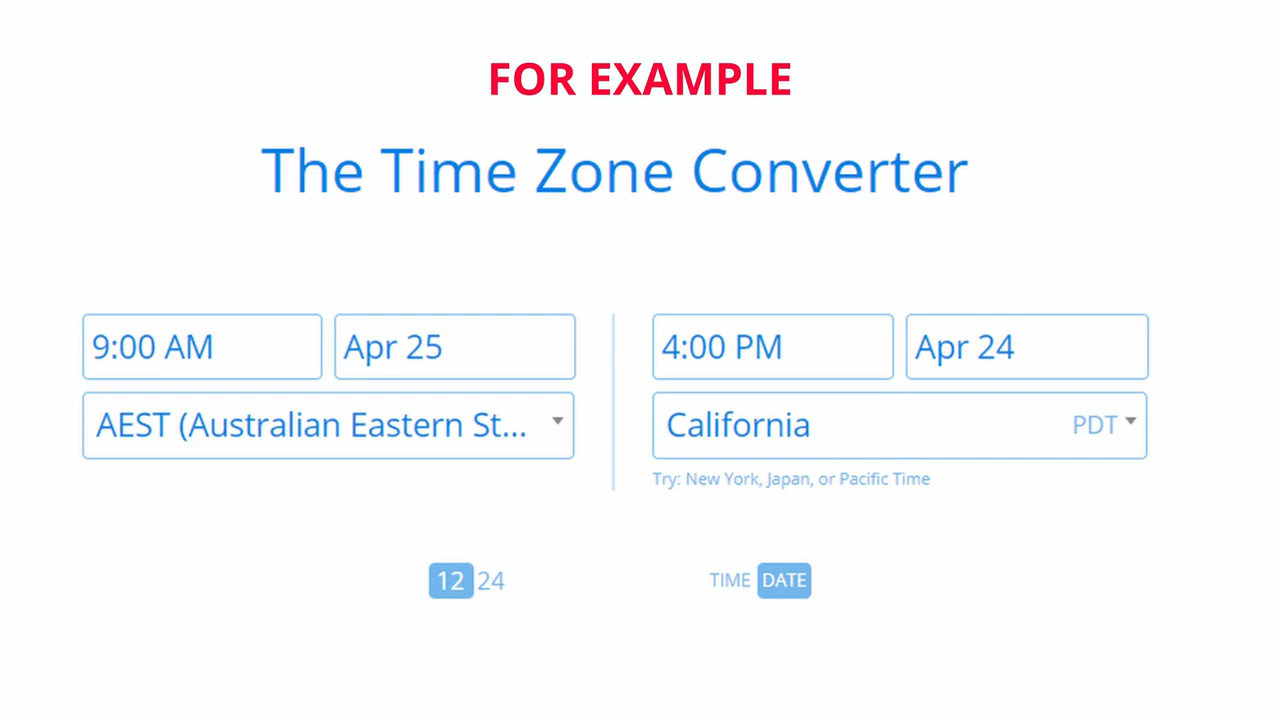 FOR EXAMPLE
The Time Zone Converter
9:00 AM Apr 25 4:00 PM Apr 24
AEST (Australian Eastern St... California PDT
Try: New York, Japan, or Pacific Time
12 24 TIME DATE